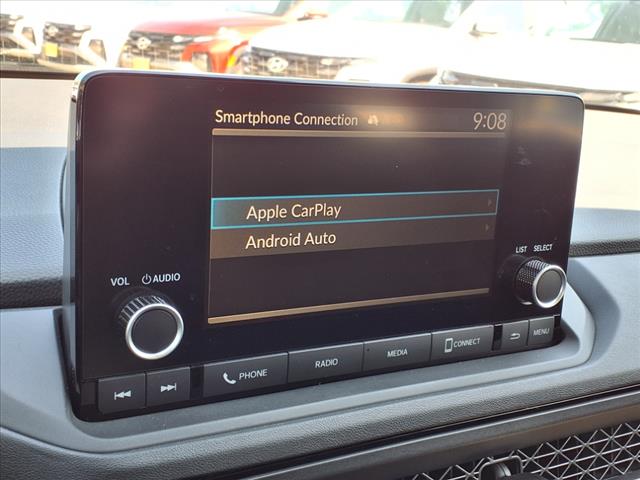 Smartphone Connection
9:08
Apple CarPlay
Android Auto
VOL AUDIO
LIST SELECT
PHONE
RADIO
MEDIA
CONNECT
MENU